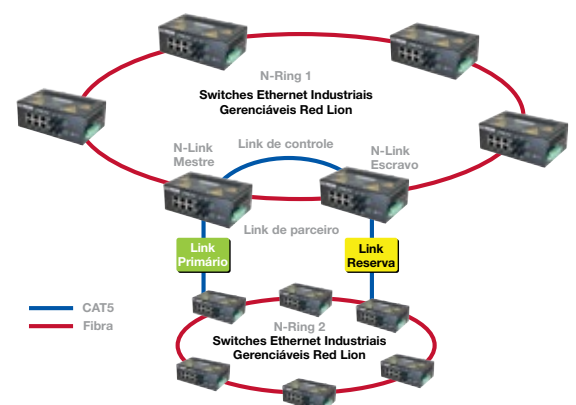 N-Ring 1
Switches Ethernet Industriais
Gerenciáveis Red Lion
N-Link
Mestre
Link de controle
N-Link
Escravo
Link de parceiro
Link
Primário
Link
Reserva
CAT5
Fibra
N-Ring 2
Switches Ethernet Industriais
Gerenciáveis Red Lion